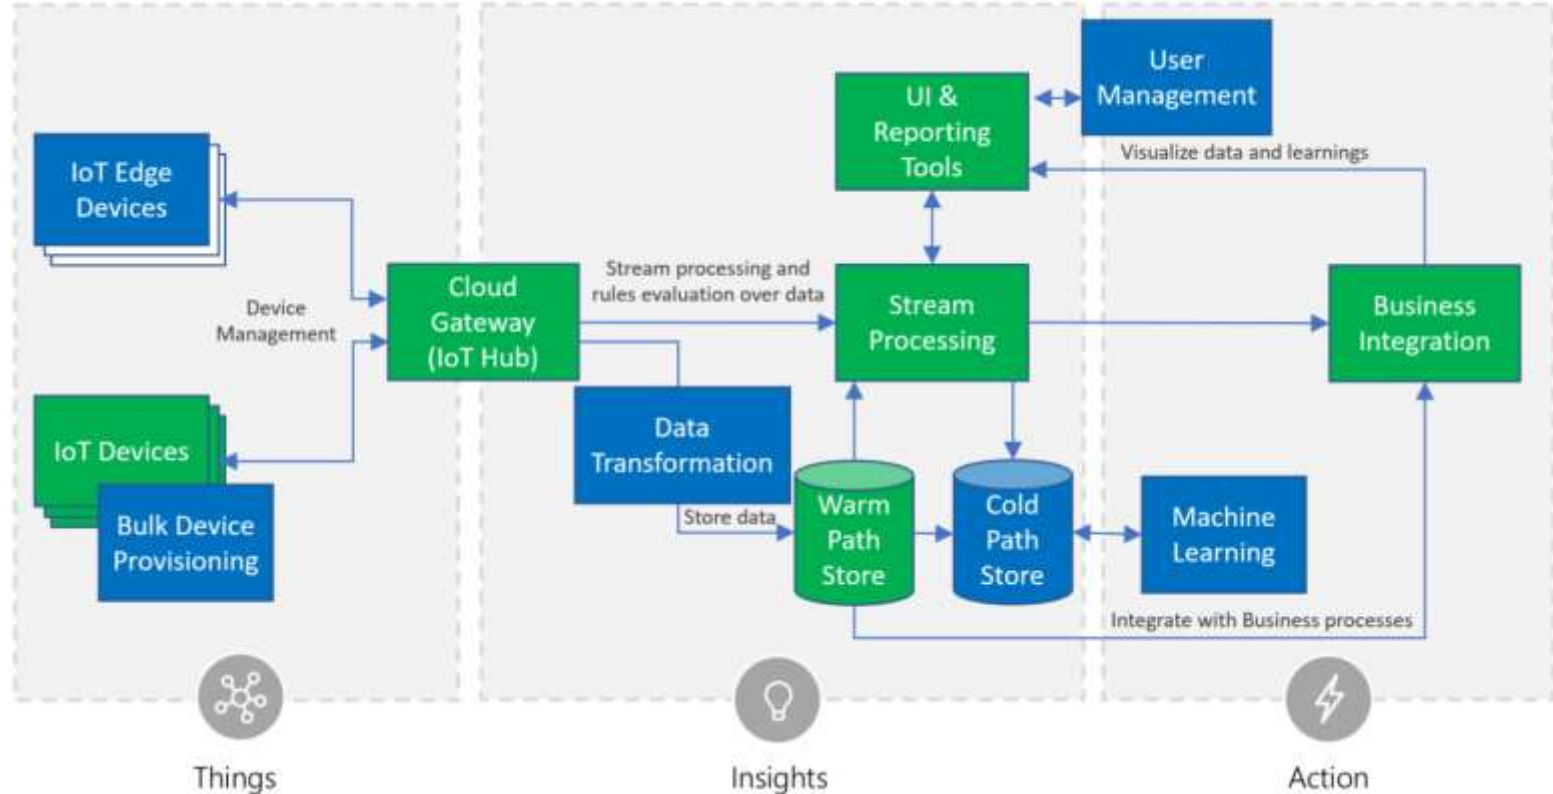 IoT Edge
Devices
Device
Management
IoT Devices
Bulk Device
Provisioning
Cloud
Gateway
(IoT Hub)
Stream processing and
rules evaluation over data
Data
Transformation
Store data
UI &
Reporting
Tools
User
Management
Visualize data and learnings
Stream
Processing
Business
Integration
Warm
Path
Store
Cold
Path
Store
Machine
Learning
Integrate with Business processes
Things
Insights
Action